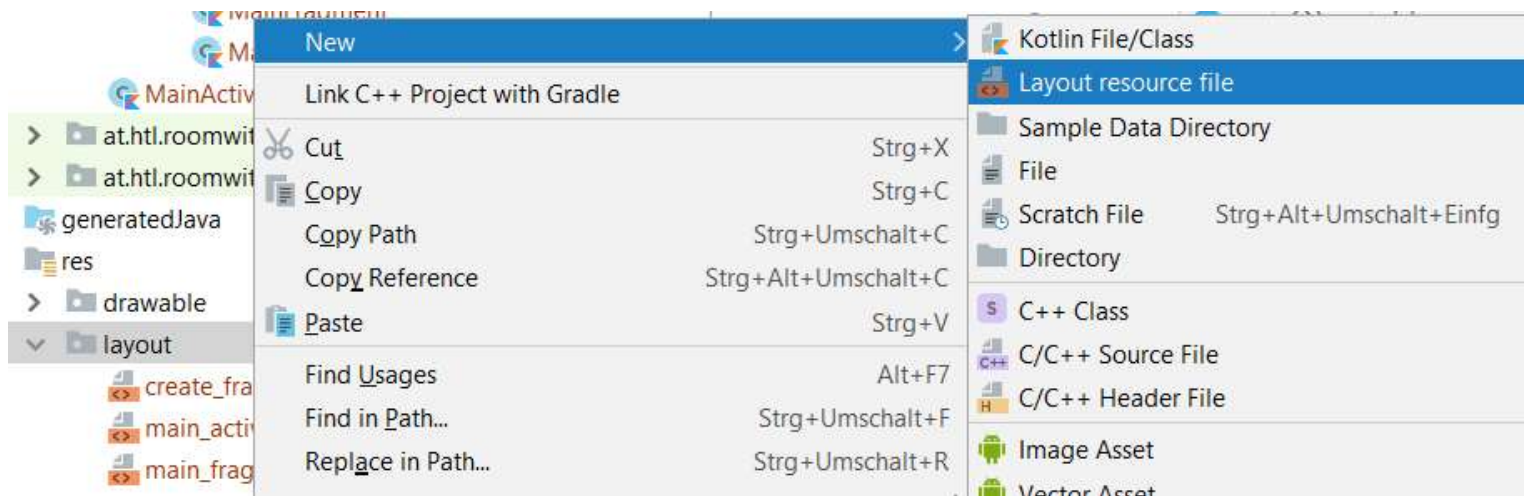 New
Link C++ Project with Gradle
Cut Strg+X
Copy Strg+C
Copy Path Strg+Umschalt+C
Copy Reference Strg+Alt+Umschalt+C
Paste Strg+V
Find Usages Alt+F7
Find in Path... Strg+Umschalt+F
Replace in Path... Strg+Umschalt+R
Kotlin File/Class
Layout resource file
Sample Data Directory
File
Scratch File Strg+Alt+Umschalt+Einfg
Directory
S C++ Class
C++ C/C++ Source File
H C/C++ Header File
Image Asset
Vector Asset
MainFragment
Ma
MainActiv
at.htl.roomwit
at.htl.roomwit
generatedJava
res
drawable
layout
create_fra
main_acti
main_frag